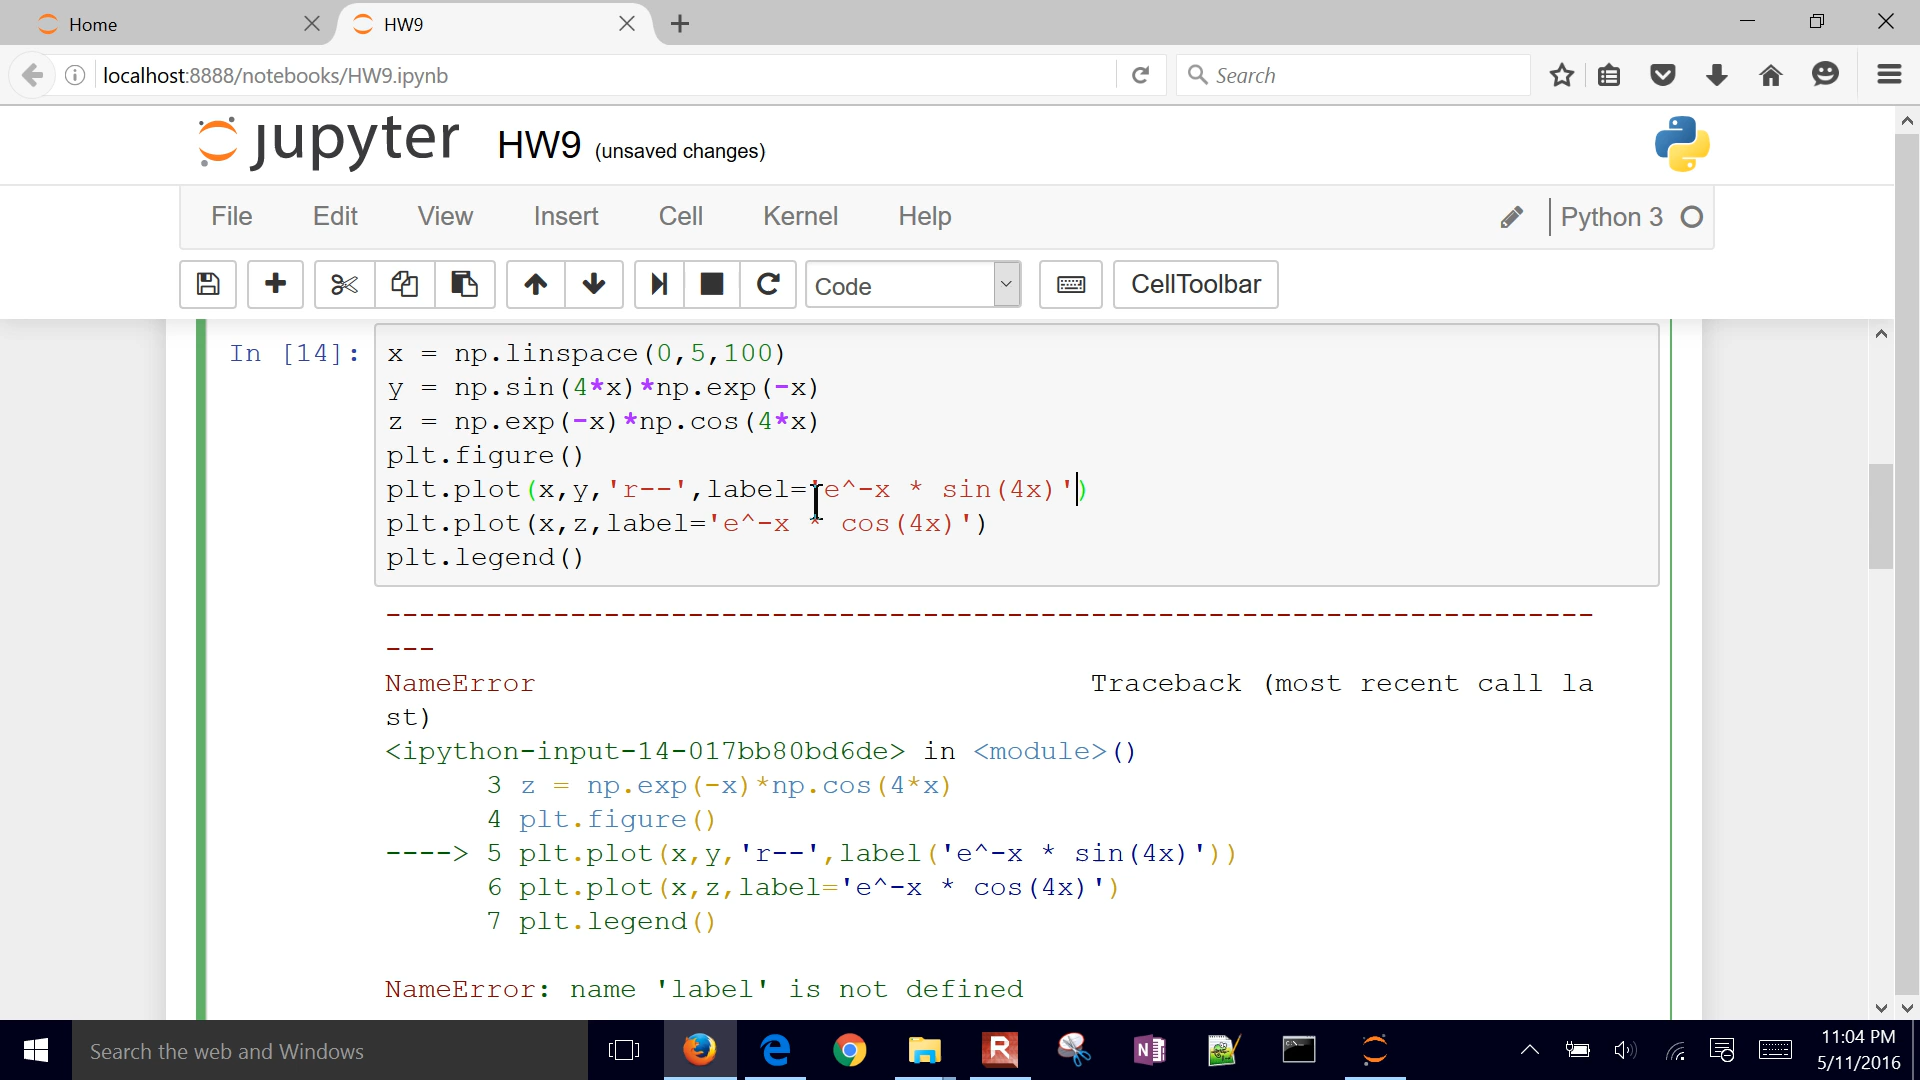 Home
HW9
localhost:8888/notebooks/HW9.ipynb
Search
jupyter HW9 (unsaved changes)
File Edit View Insert Cell Kernel Help
Python 3
Code
CellToolbar
In [14]:
x = np.linspace(0,5,100)
y = np.sin(4*x)*np.exp(-x)
z = np.exp(-x)*np.cos(4*x)
plt.figure()
plt.plot(x,y,'r--',label='e^-x * sin(4x)')
plt.plot(x,z,label='e^-x * cos(4x)')
plt.legend()
---------------------------------------------------------------------------
---
NameError Traceback (most recent call la
st)
<ipython-input-14-017bb80bd6de> in <module>()
3 z = np.exp(-x)*np.cos(4*x)
4 plt.figure()
----> 5 plt.plot(x,y,'r--',label('e^-x * sin(4x)'))
6 plt.plot(x,z,label='e^-x * cos(4x)')
7 plt.legend()
NameError: name 'label' is not defined
Search the web and Windows
R
N
11:04 PM
5/11/2016